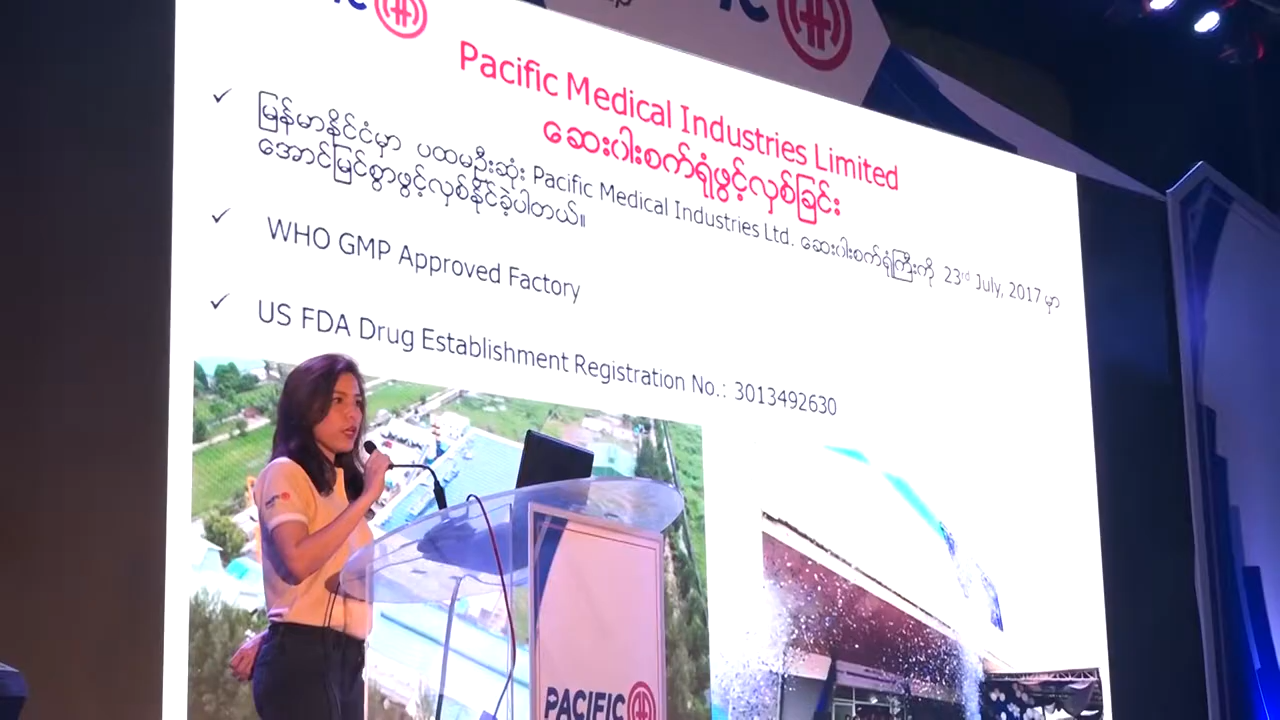 Pacific Medical Industries Limited
ဆေးဝါးစက်ရုံဖွင့်လှစ်ခြင်း
✓ မြန်မာနိုင်ငံမှာ ပထမဦးဆုံး Pacific Medical Industries Ltd. ဆေးဝါးစက်ရုံကြီးကို 23rd July, 2017 မှာ
အောင်မြင်စွာဖွင့်လှစ်နိုင်ခဲ့ပါတယ်။
✓ WHO GMP Approved Factory
✓ US FDA Drug Establishment Registration No.: 3013492630
PACIFIC